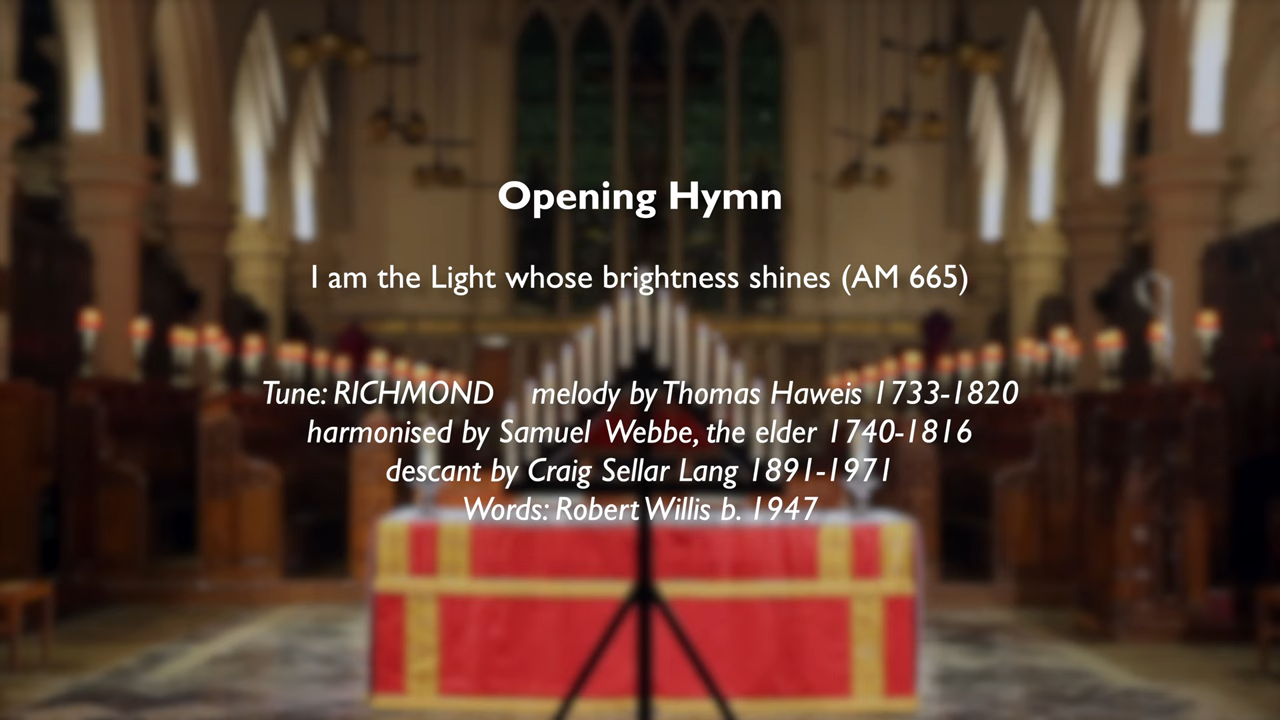 Opening Hymn
I am the Light whose brightness shines (AM 665)
Tune: RICHMOND melody by Thomas Haweis 1733-1820
harmonised by Samuel Webbe, the elder 1740-1816
descant by Craig Sellar Lang 1891-1971
Words: Robert Willis b. 1947